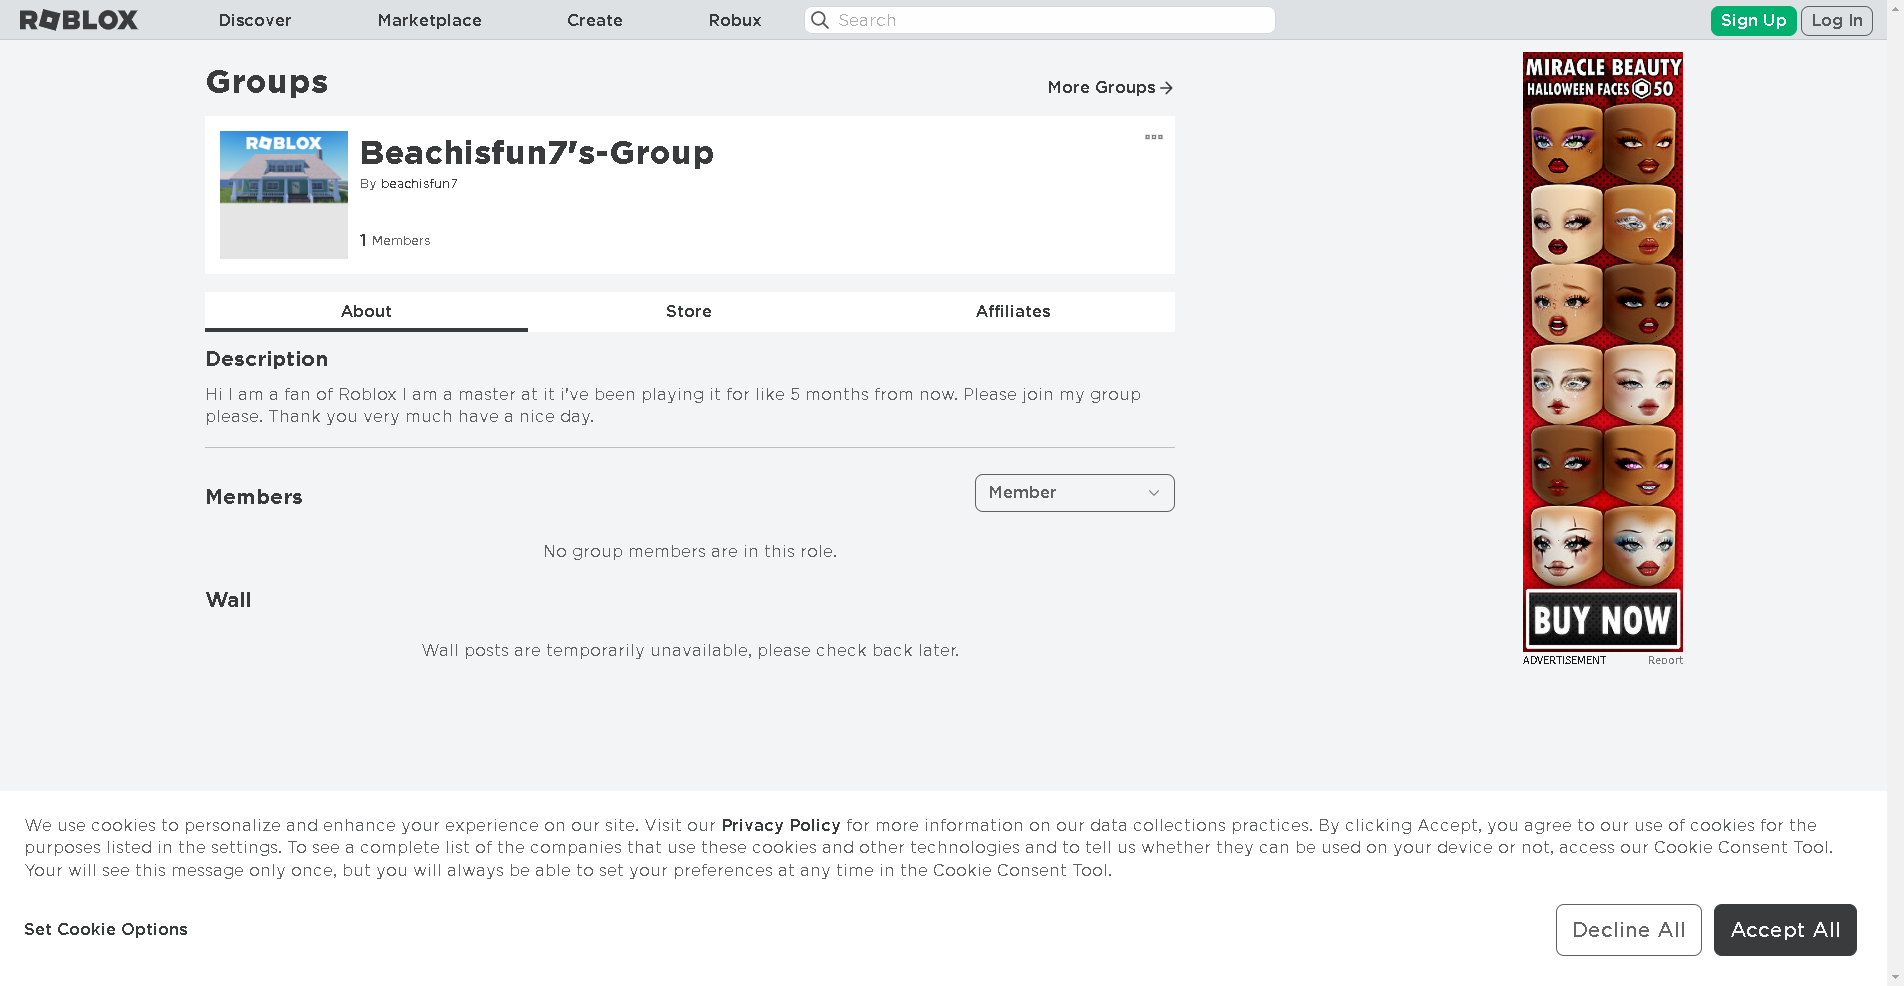 ROBLOX
Discover
Marketplace
Create
Robux
Search
Sign Up
Log In
Groups
More Groups
ROBLOX
Beachisfun7's-Group
By beachisfun7
1 Members
About
Store
Affiliates
Description
Hi I am a fan of Roblox I am a master at it i've been playing it for like 5 months from now. Please join my group
please. Thank you very much have a nice day.
Members
Member
No group members are in this role.
Wall
Wall posts are temporarily unavailable, please check back later.
MIRACLE BEAUTY
HALLOWEEN FACES 50
BUY NOW
ADVERTISEMENT
Report
We use cookies to personalize and enhance your experience on our site. Visit our Privacy Policy for more information on our data collections practices. By clicking Accept, you agree to our use of cookies for the
purposes listed in the settings. To see a complete list of the companies that use these cookies and other technologies and to tell us whether they can be used on your device or not, access our Cookie Consent Tool.
Your will see this message only once, but you will always be able to set your preferences at any time in the Cookie Consent Tool.
Set Cookie Options
Decline All
Accept All